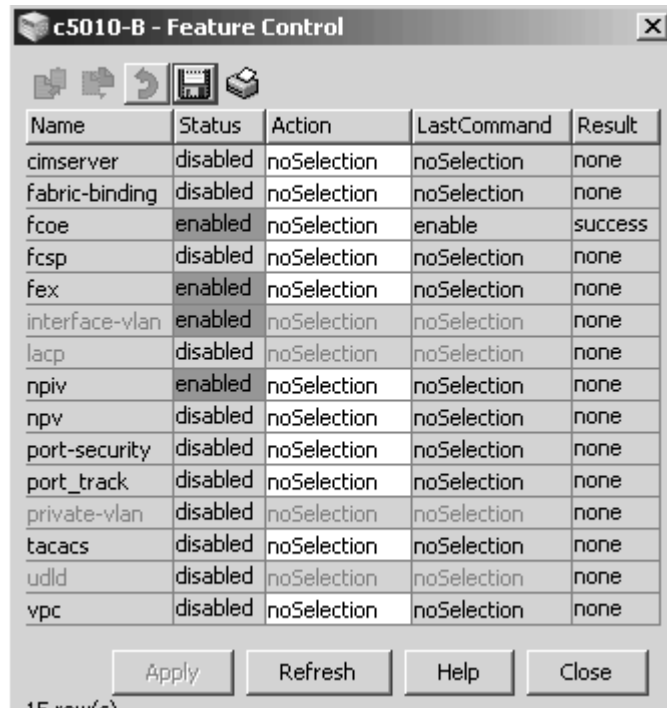 c5010-B - Feature Control
Name Status Action LastCommand Result
cimserver disabled noSelection noSelection none
fabric-binding disabled noSelection noSelection none
fcoe enabled noSelection enable success
fcsp disabled noSelection noSelection none
fex enabled noSelection noSelection none
interface-vlan enabled noSelection noSelection none
lacp disabled noSelection noSelection none
npiv enabled noSelection noSelection none
npv disabled noSelection noSelection none
port-security disabled noSelection noSelection none
port_track disabled noSelection noSelection none
private-vlan disabled noSelection noSelection none
tacacs disabled noSelection noSelection none
udld disabled noSelection noSelection none
vpc disabled noSelection noSelection none
Apply Refresh Help Close
15 row(s)